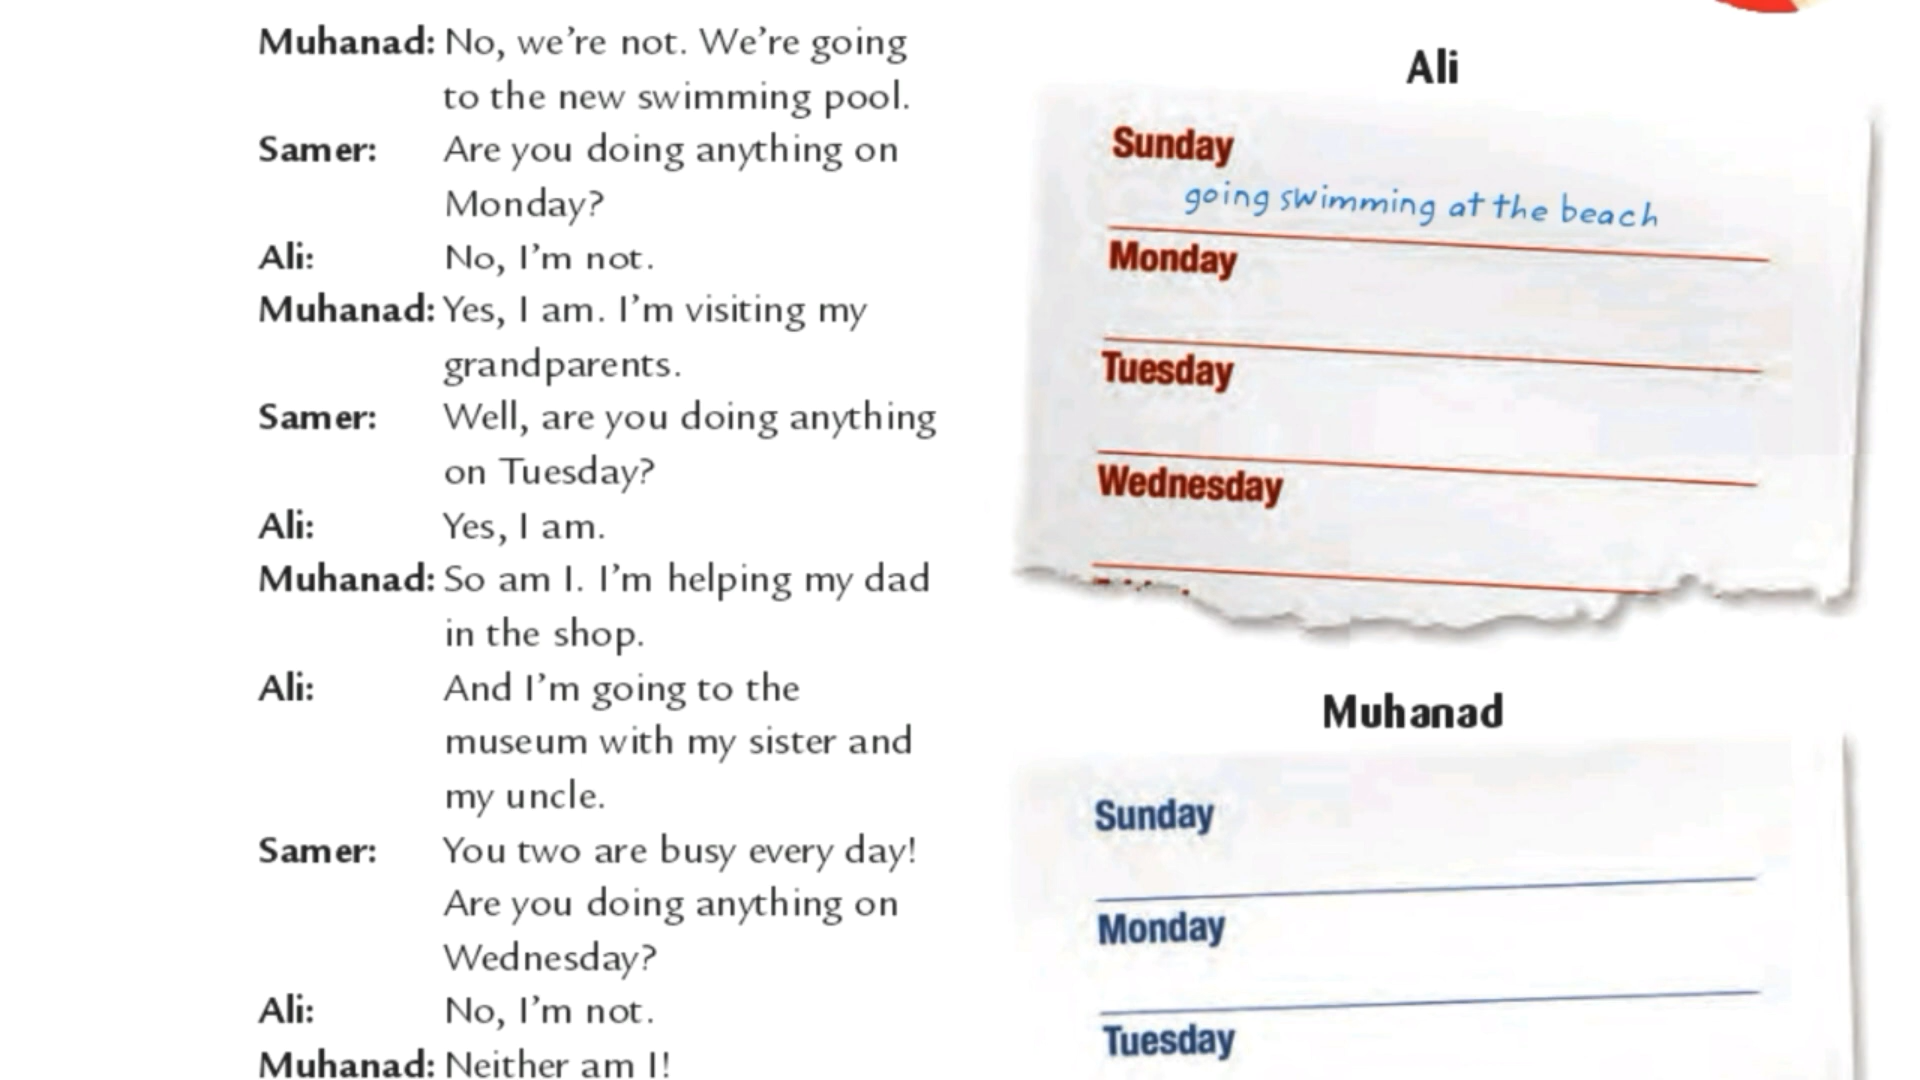 Muhanad: No, we're not. We're going
to the new swimming pool.
Samer: Are you doing anything on
Monday?
Ali: No, I'm not.
Muhanad: Yes, I am. I'm visiting my
grandparents.
Samer: Well, are you doing anything
on Tuesday?
Ali: Yes, I am.
Muhanad: So am I. I'm helping my dad
in the shop.
Ali: And I'm going to the
museum with my sister and
my uncle.
Samer: You two are busy every day!
Are you doing anything on
Wednesday?
Ali: No, I'm not.
Muhanad: Neither am I!
Ali
Sunday
going swimming at the beach
Monday
Tuesday
Wednesday
Muhanad
Sunday
Monday
Tuesday